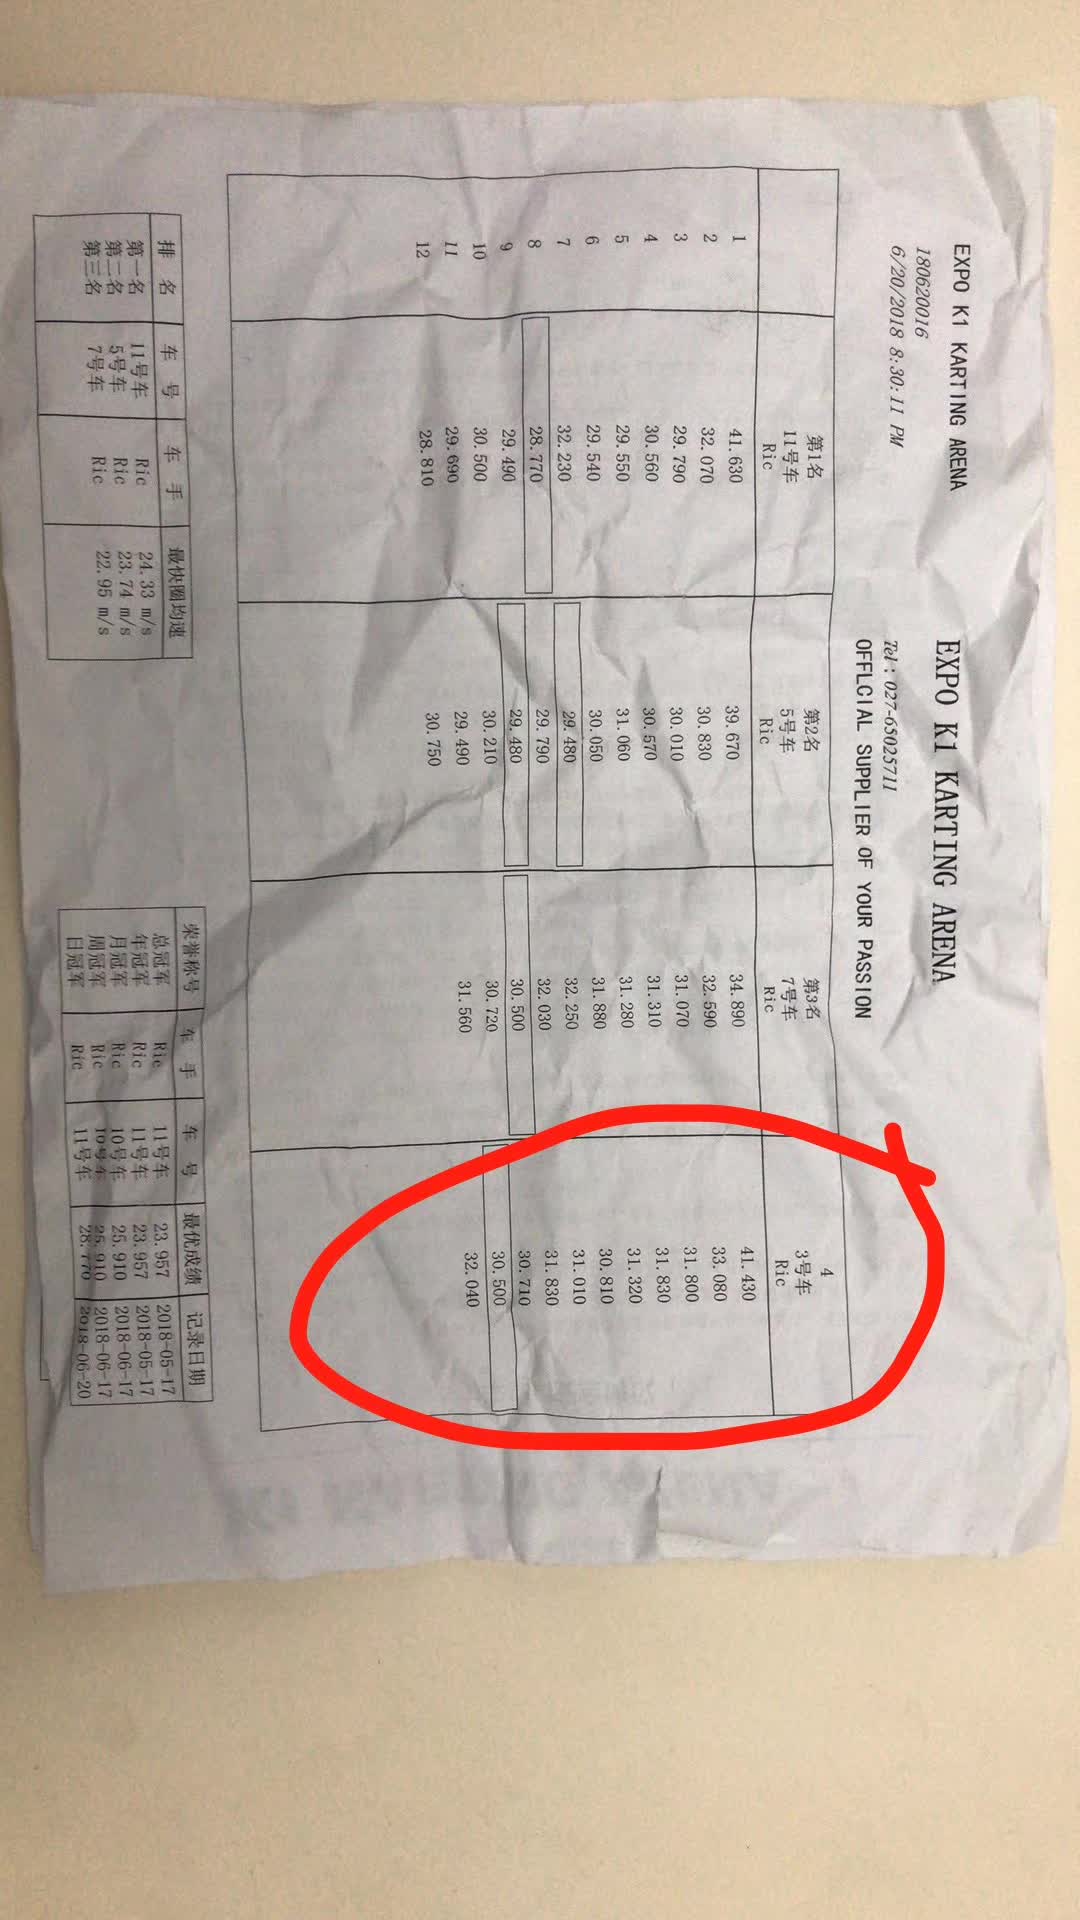 EXPO K1 KARTING ARENA
EXPO K1 KARTING ARENA
180620016
Tel：027-65025711
6/20/2018 8:30:11 PM
OFFLCIAL SUPPLIER OF YOUR PASSION
第1名 第2名 第3名 4
11号车 5号车 7号车 3号车
Ric Ric Ric Ric
1 41.630 39.670 34.890 41.430
2 32.070 30.830 32.590 33.080
3 29.790 30.010 31.070 31.800
4 30.560 30.570 31.310 31.830
5 29.550 31.060 31.280 31.320
6 29.540 30.050 31.880 30.810
7 32.230 29.480 32.250 31.010
8 28.770 29.790 32.030 31.830
9 29.490 29.480 30.500 30.710
10 30.500 30.210 30.720 30.500
11 29.690 29.490 31.560 32.040
12 28.810 30.750
排 名 车 号 车 手 最快圈均速
第一名 11号车 Ric 24.33 m/s
第二名 5号车 Ric 23.74 m/s
第三名 7号车 Ric 22.95 m/s
荣誉称号 车 手 车 号 最优成绩 记录日期
总冠军 Ric 11号车 23.957 2018-05-17
年冠军 Ric 11号车 23.957 2018-05-17
月冠军 Ric 10号车 25.910 2018-06-17
周冠军 Ric 10号车 25.910 2018-06-17
日冠军 Ric 11号车 28.770 2018-06-20